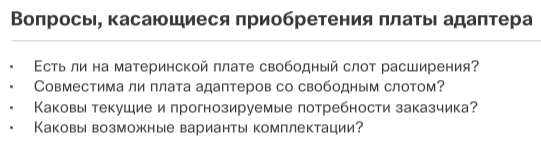 Вопросы, касающиеся приобретения платы адаптера
• Есть ли на материнской плате свободный слот расширения?
• Совместима ли плата адаптеров со свободным слотом?
• Каковы текущие и прогнозируемые потребности заказчика?
• Каковы возможные варианты комплектации?